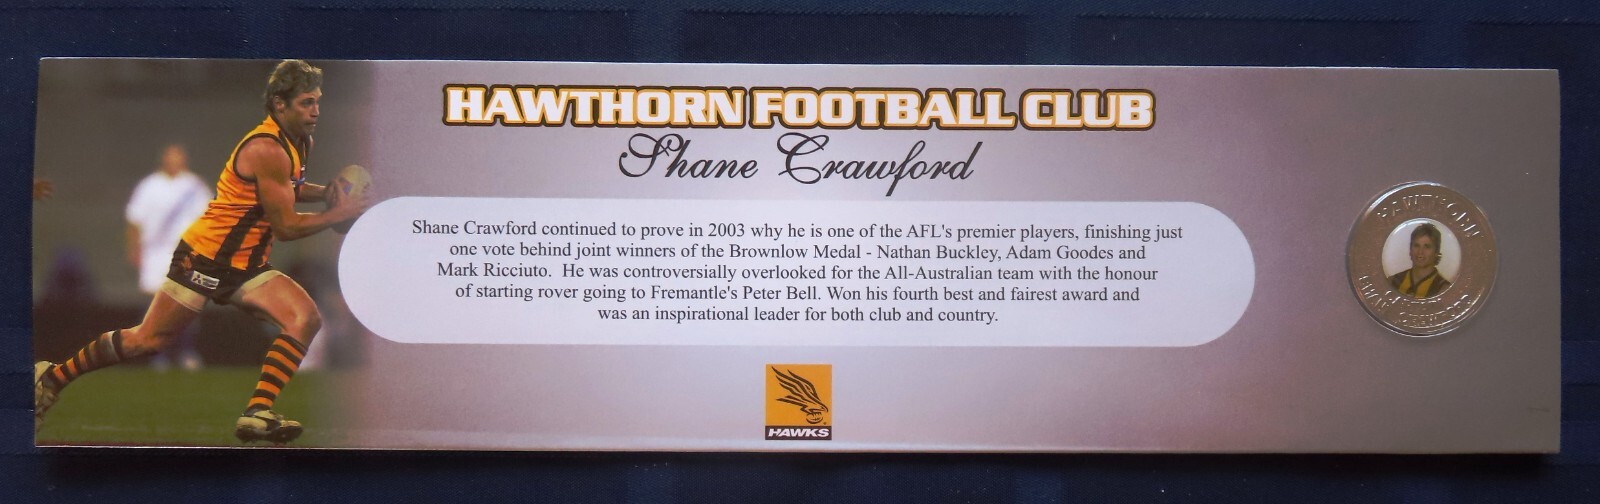 HAWTHORN FOOTBALL CLUB
Shane Crawford
Shane Crawford continued to prove in 2003 why he is one of the AFL's premier players, finishing just
one vote behind joint winners of the Brownlow Medal - Nathan Buckley, Adam Goodes and
Mark Ricciuto.  He was controversially overlooked for the All-Australian team with the honour
of starting rover going to Fremantle's Peter Bell. Won his fourth best and fairest award and
was an inspirational leader for both club and country.
HAWTHORN
SHANE CRAWFORD
HAWKS